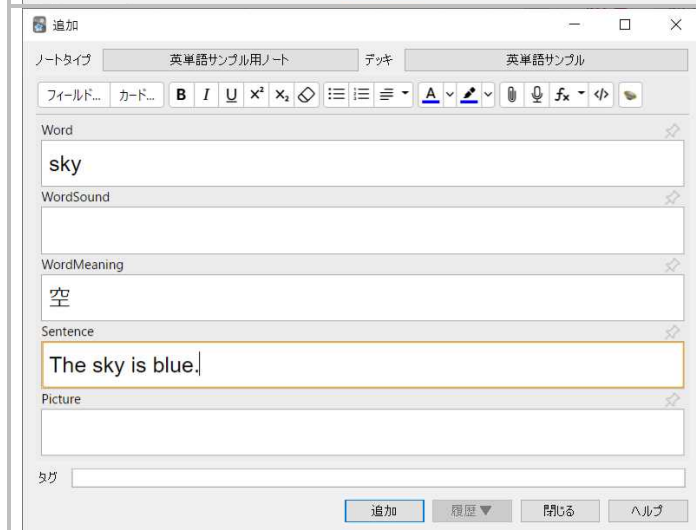 追加
ノートタイプ 英単語サンプル用ノート デッキ 英単語サンプル
フィールド... カード... B I U x² x₂ A fx </>
Word
sky
WordSound
WordMeaning
空
Sentence
The sky is blue.
Picture
タグ
追加 履歴▼ 閉じる ヘルプ